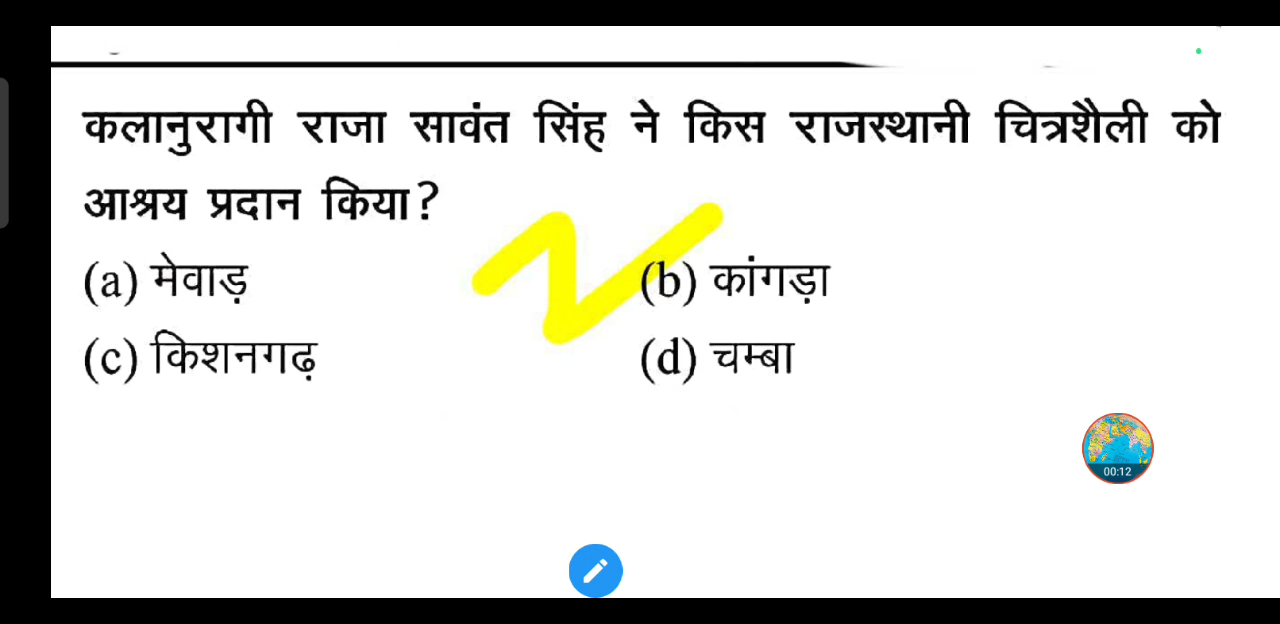 कलानुरागी राजा सावंत सिंह ने किस राजस्थानी चित्रशैली को
आश्रय प्रदान किया?
(a) मेवाड़ (b) कांगड़ा
(c) किशनगढ़ (d) चम्बा
00:12